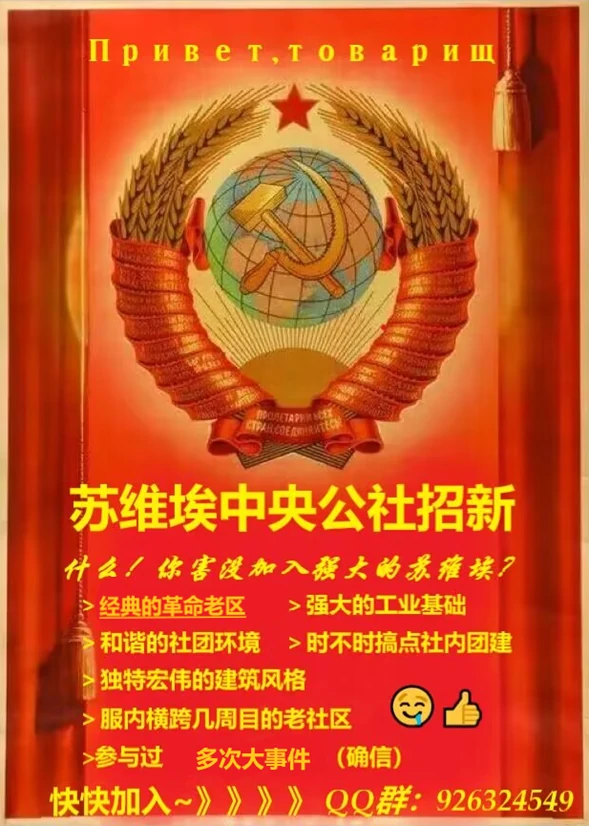 Привет,товарищ
ПРОЛЕТАРИИ ВСЕХ
СТРАН, СОЕДИНЯЙТЕСЬ!
苏维埃中央公社招新
什么！你害没加入强大的苏维埃？
> 经典的革命老区 > 强大的工业基础
> 和谐的社团环境 > 时不时搞点社内团建
> 独特宏伟的建筑风格
> 服内横跨几周目的老社区
>参与过 多次大事件 （确信）
快快加入~》》》》 QQ群：926324549